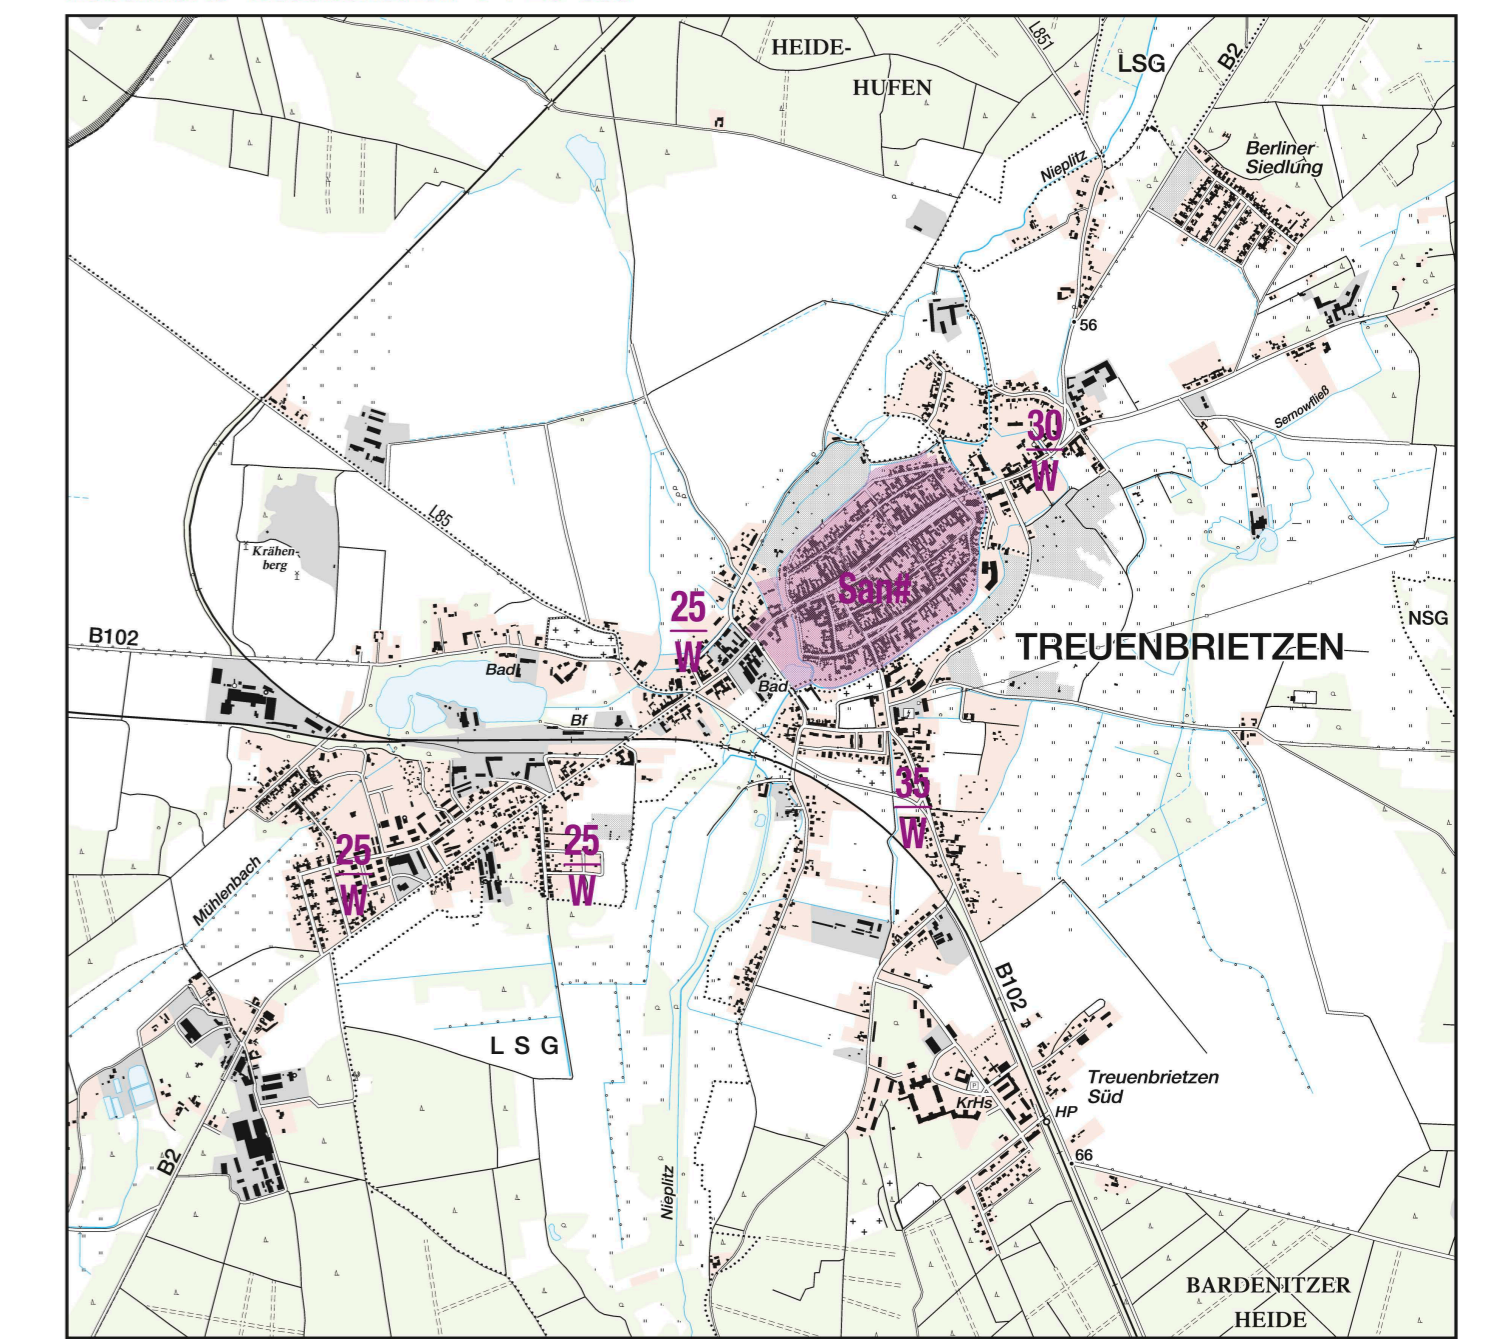 HEIDE-
HUFEN
L851
LSG
B2
Nieplitz
Berliner
Siedlung
56
30
W
Sernowfließ
L85
Krähen-
berg
San#
25
W
NSG
B102
TREUENBRIETZEN
Bad
Bad
Bf
35
W
25
W
25
W
Mühlenbach
B102
L S G
Treuenbrietzen
Süd
P
KrHs
HP
B2
66
Nieplitz
BARDENITZER
HEIDE